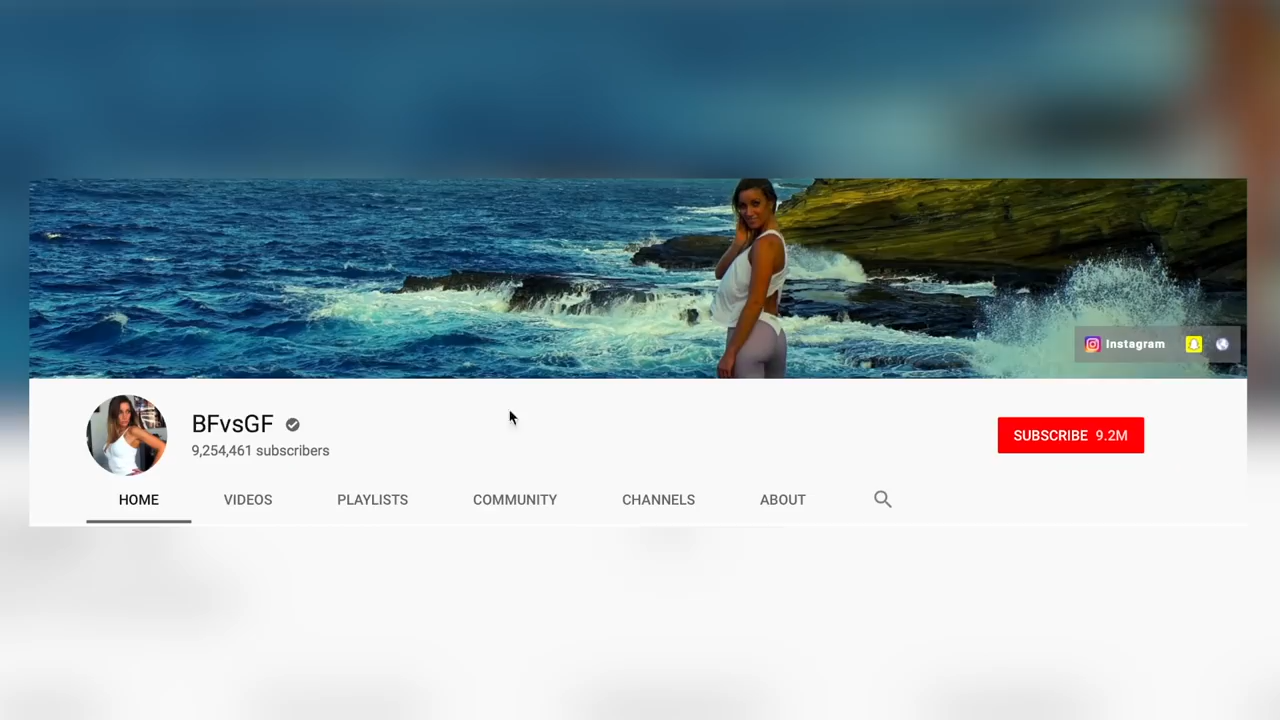 Instagram
BFvsGF
9,254,461 subscribers
SUBSCRIBE 9.2M
HOME VIDEOS PLAYLISTS COMMUNITY CHANNELS ABOUT